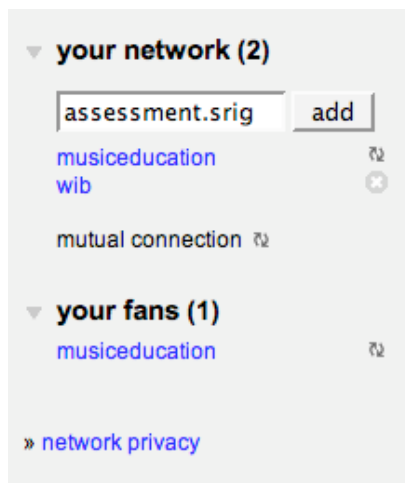 your network (2)
assessment.srig add
musiceducation
wib
mutual connection
your fans (1)
musiceducation
» network privacy